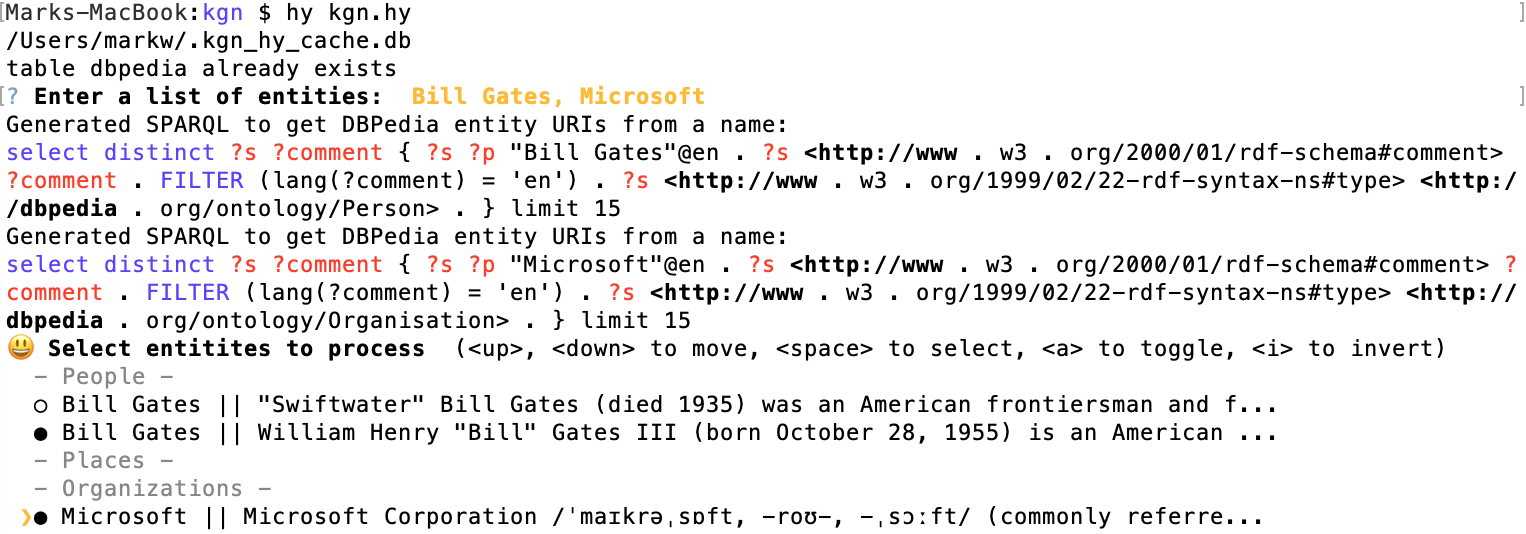 Marks-MacBook:kgn $ hy kgn.hy
/Users/markw/.kgn_hy_cache.db
table dbpedia already exists
? Enter a list of entities:  Bill Gates, Microsoft
Generated SPARQL to get DBPedia entity URIs from a name:
select distinct ?s ?comment { ?s ?p "Bill Gates"@en . ?s <http://www . w3 . org/2000/01/rdf-schema#comment>
?comment . FILTER (lang(?comment) = 'en') . ?s <http://www . w3 . org/1999/02/22-rdf-syntax-ns#type> <http:/
/dbpedia . org/ontology/Person> . } limit 15
Generated SPARQL to get DBPedia entity URIs from a name:
select distinct ?s ?comment { ?s ?p "Microsoft"@en . ?s <http://www . w3 . org/2000/01/rdf-schema#comment> ?
comment . FILTER (lang(?comment) = 'en') . ?s <http://www . w3 . org/1999/02/22-rdf-syntax-ns#type> <http://
dbpedia . org/ontology/Organisation> . } limit 15
😃 Select entitites to process  (<up>, <down> to move, <space> to select, <a> to toggle, <i> to invert)
- People -
○ Bill Gates || "Swiftwater" Bill Gates (died 1935) was an American frontiersman and f...
● Bill Gates || William Henry "Bill" Gates III (born October 28, 1955) is an American ...
- Places -
- Organizations -
❯● Microsoft || Microsoft Corporation /ˈmaɪkrəˌsɒft, -roʊ-, -ˌsɔːft/ (commonly referre...